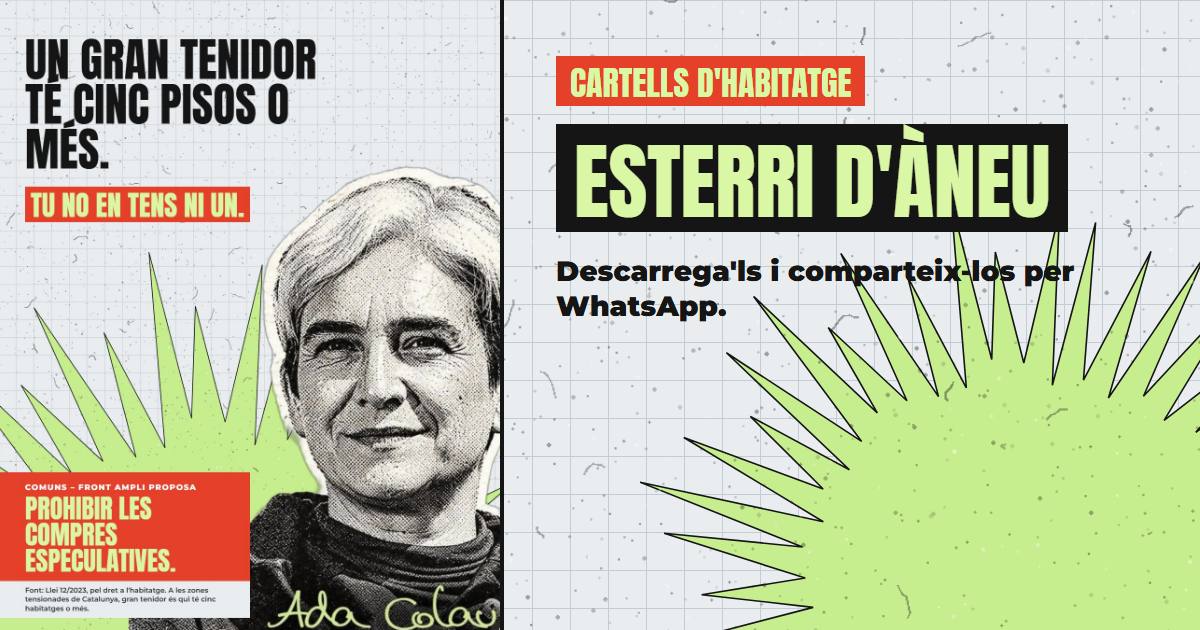 UN GRAN TENIDOR
TÉ CINC PISOS O
MÉS.
TU NO EN TENS NI UN.
COMUNS – FRONT AMPLI PROPOSA
PROHIBIR LES
COMPRES
ESPECULATIVES.
Font: Llei 12/2023, pel dret a l'habitatge. A les zones
tensionades de Catalunya, gran tenidor és qui té cinc
habitatges o més.
Ada Colau
CARTELLS D'HABITATGE
ESTERRI D'ÀNEU
Descarrega'ls i comparteix-los per
WhatsApp.